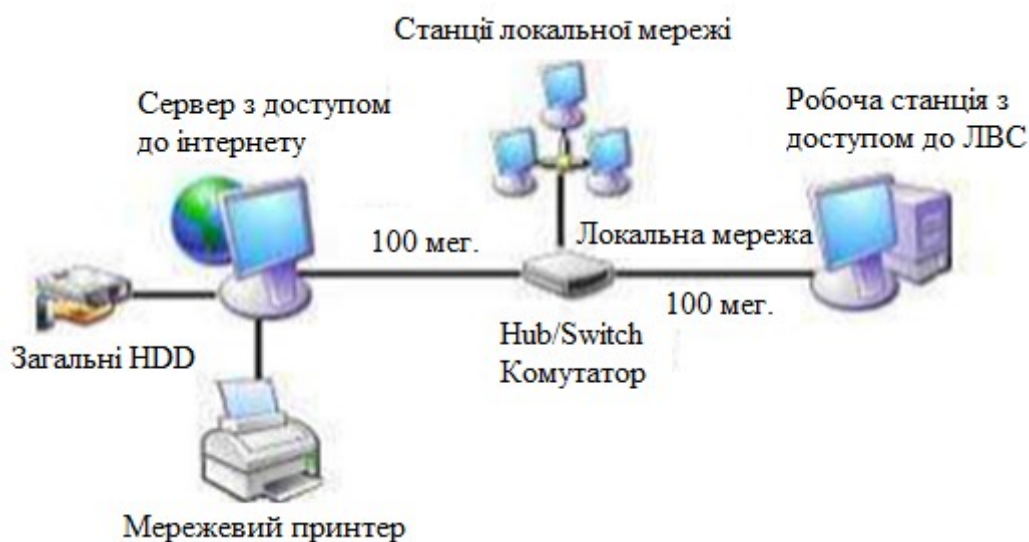 Станції локальної мережі
Сервер з доступом
до інтернету
Робоча станція з
доступом до ЛВС
100 мег.
Локальна мережа
100 мег.
Загальні HDD
Hub/Switch
Комутатор
Мережевий принтер